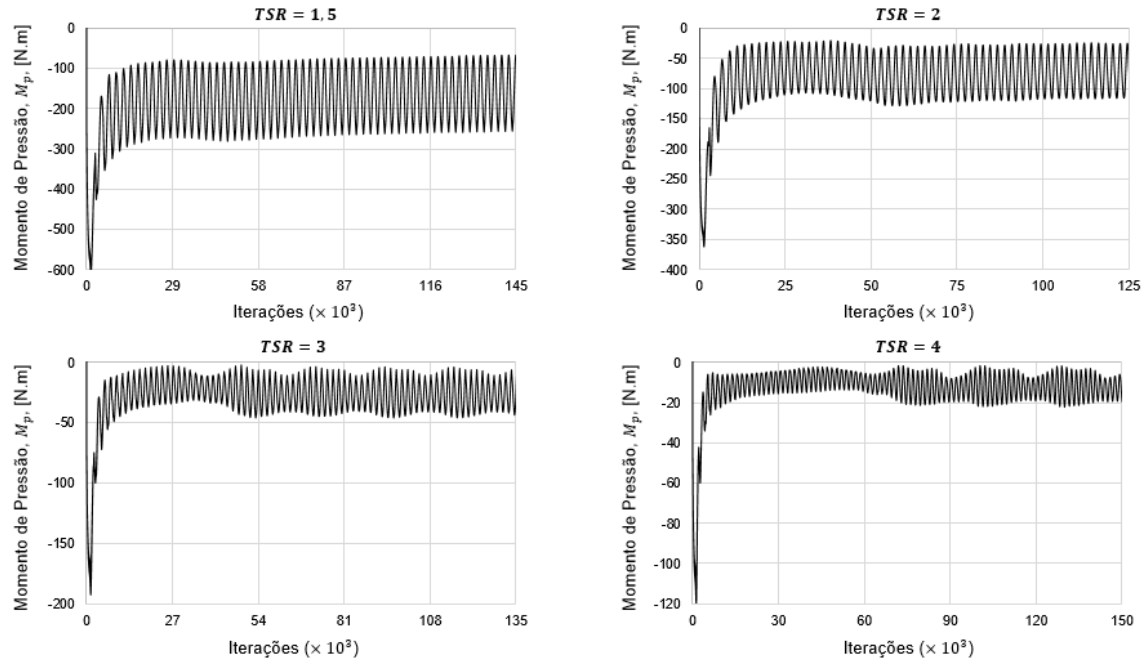 TSR = 1,5
0
-100
-200
-300
-400
-500
-600
Momento de Pressão, Mₚ, [N.m]
0 29 58 87 116 145
Iterações (× 10³)
TSR = 2
0
-50
-100
-150
-200
-250
-300
-350
-400
Momento de Pressão, Mₚ, [N.m]
0 25 50 75 100 125
Iterações (× 10³)
TSR = 3
0
-50
-100
-150
-200
Momento de Pressão, Mₚ, [N.m]
0 27 54 81 108 135
Iterações (× 10³)
TSR = 4
0
-20
-40
-60
-80
-100
-120
Momento de Pressão, Mₚ, [N.m]
0 30 60 90 120 150
Iterações (× 10³)